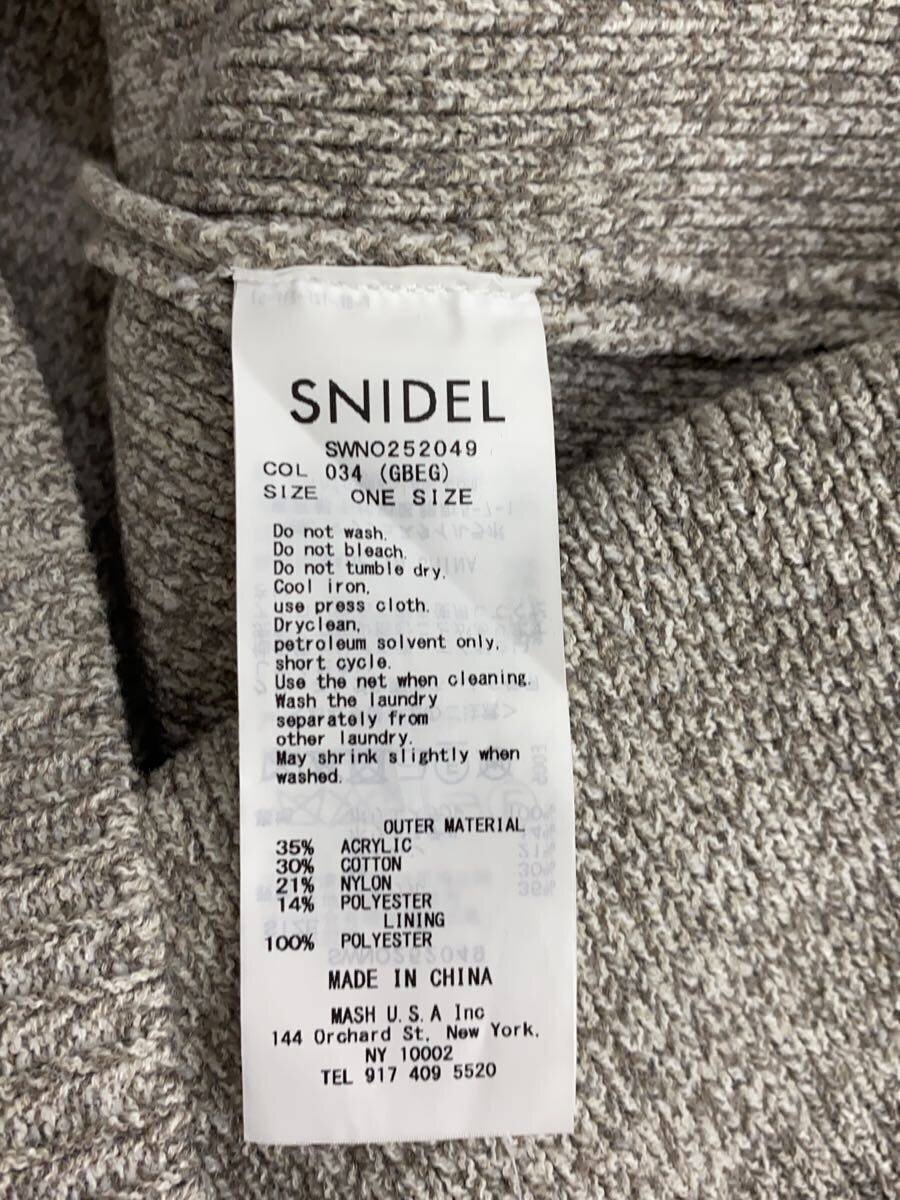 SNIDEL
SWNO252049
COL 034 (GBEG)
SIZE ONE SIZE
Do not wash.
Do not bleach.
Do not tumble dry.
Cool iron,
use press cloth.
Dryclean,
petroleum solvent only,
short cycle.
Use the net when cleaning.
Wash the laundry
separately from
other laundry.
May shrink slightly when
washed.
OUTER MATERIAL
35% ACRYLIC
30% COTTON
21% NYLON
14% POLYESTER
LINING
100% POLYESTER
MADE IN CHINA
MASH U.S.A Inc
144 Orchard St, New York,
NY 10002
TEL 917 409 5520